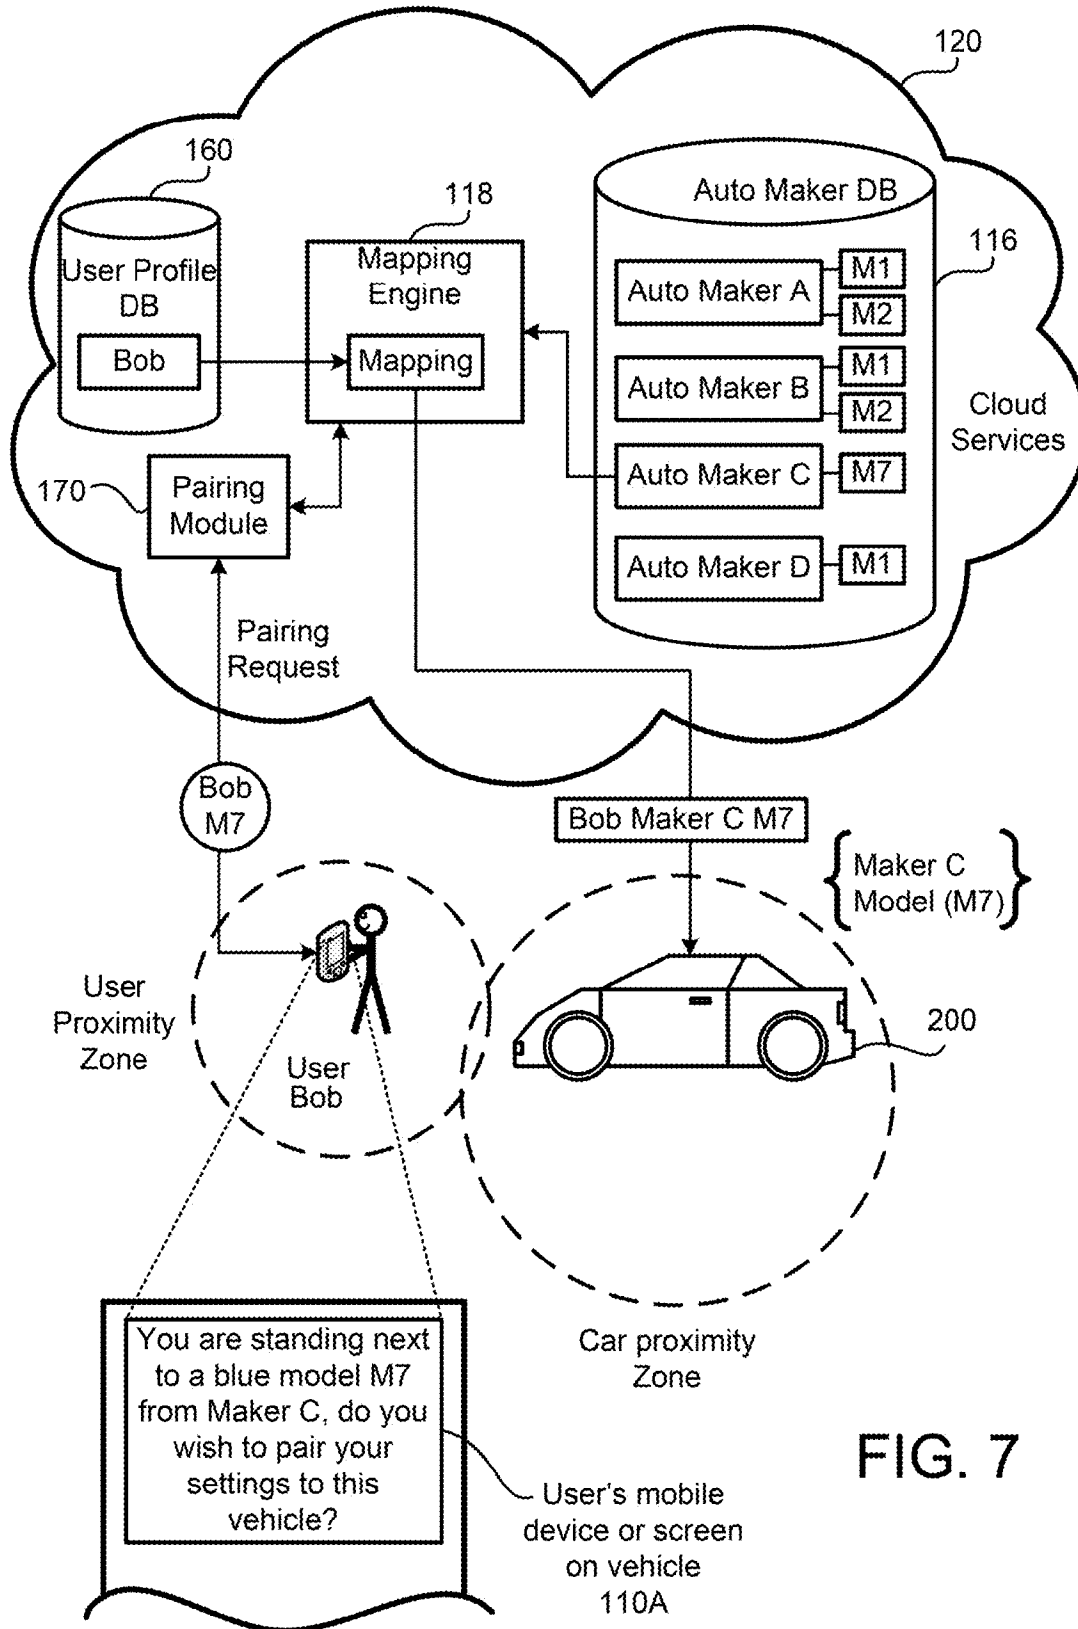 120
160
118
Auto Maker DB
116
User Profile
DB
Bob
Mapping
Engine
Mapping
Auto Maker A
M1
M2
Auto Maker B
M1
M2
Auto Maker C
M7
Auto Maker D
M1
Cloud
Services
170
Pairing
Module
Pairing
Request
Bob
M7
Bob Maker C M7
Maker C
Model (M7)
User
Proximity
Zone
User
Bob
200
Car proximity
Zone
You are standing next
to a blue model M7
from Maker C, do you
wish to pair your
settings to this
vehicle?
User's mobile
device or screen
on vehicle
110A
FIG. 7